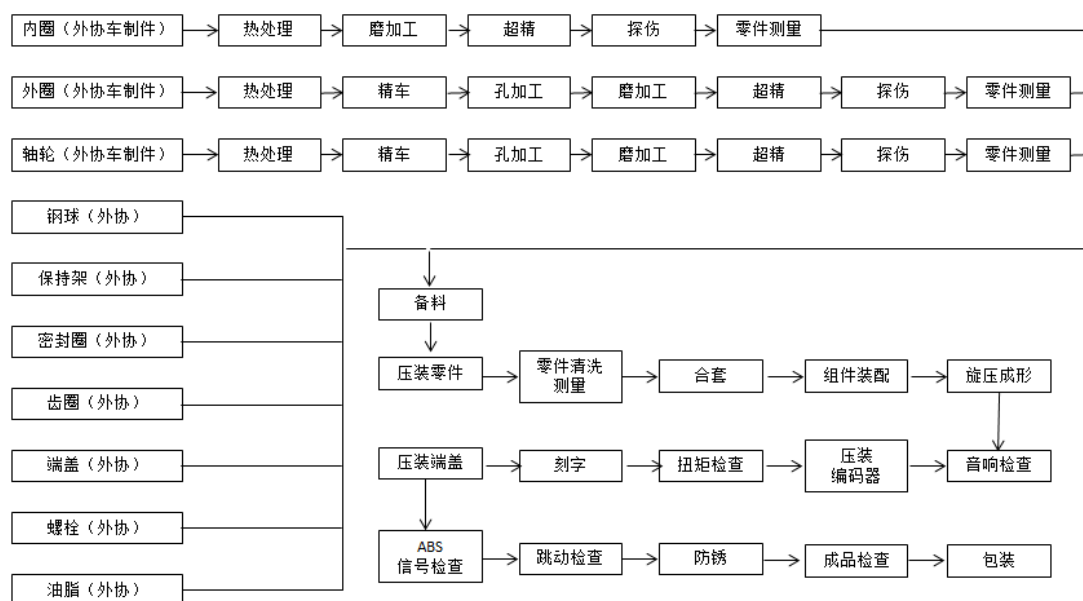 内圈（外协车制件）
热处理
磨加工
超精
探伤
零件测量
外圈（外协车制件）
热处理
精车
孔加工
磨加工
超精
探伤
零件测量
轴轮（外协车制件）
热处理
精车
孔加工
磨加工
超精
探伤
零件测量
钢球（外协）
保持架（外协）
密封圈（外协）
齿圈（外协）
端盖（外协）
螺栓（外协）
油脂（外协）
备料
压装零件
零件清洗
测量
合套
组件装配
旋压成形
压装端盖
刻字
扭矩检查
压装
编码器
音响检查
ABS
信号检查
跳动检查
防锈
成品检查
包装